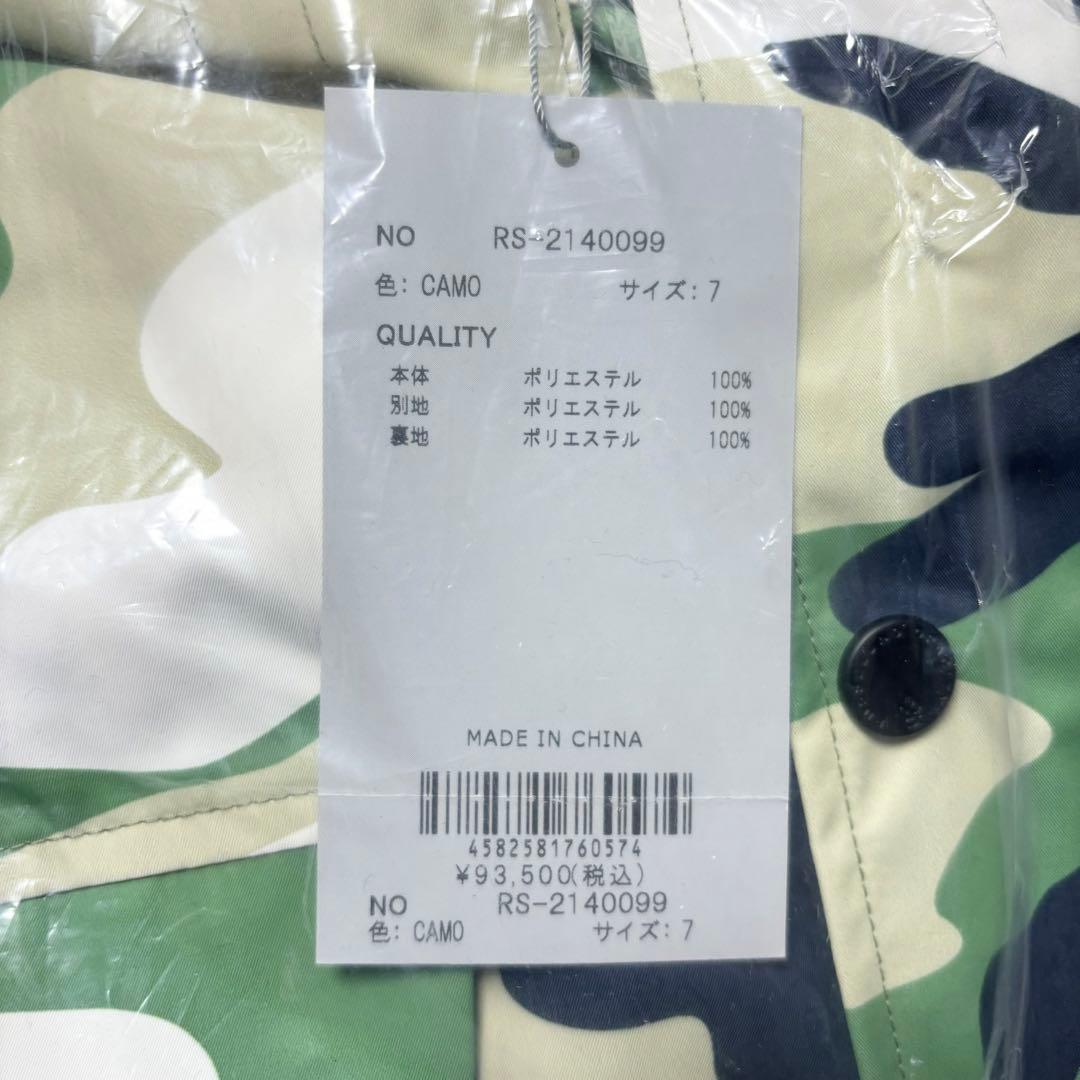 NO RS-2140099
色: CAMO サイズ: 7
QUALITY
本体 ポリエステル 100%
別地 ポリエステル 100%
裏地 ポリエステル 100%
MADE IN CHINA
4582581760574
¥93,500(税込)
NO RS-2140099
色: CAMO サイズ: 7